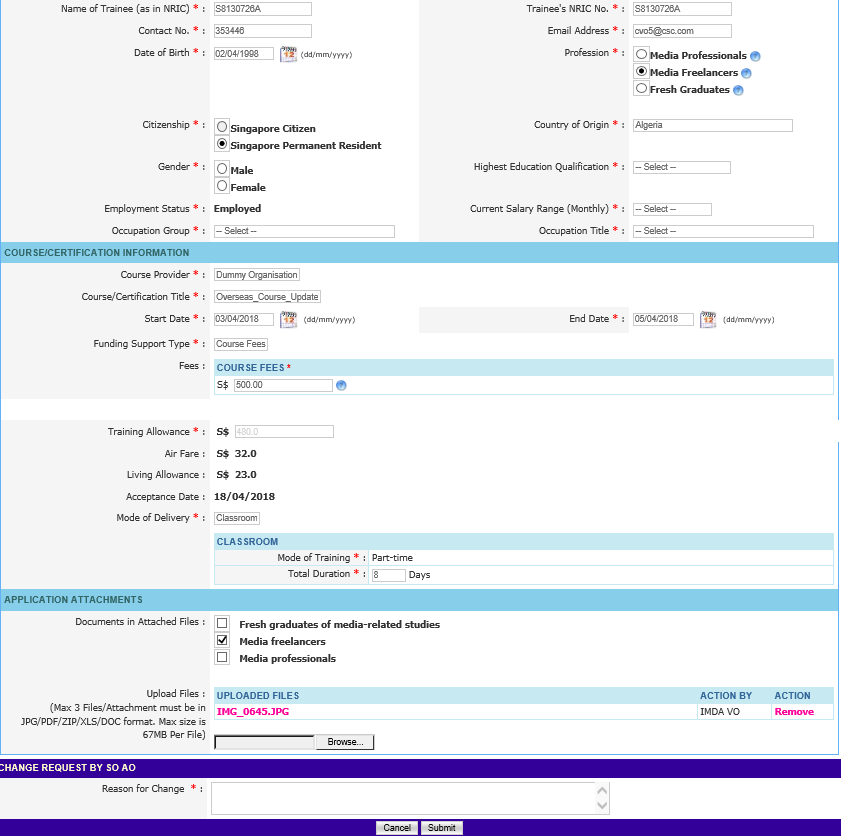 Name of Trainee (as in NRIC) * : S8130726A Trainee's NRIC No. * : S8130726A
Contact No. * : 353446 Email Address * : cvo5@csc.com
Date of Birth * : 02/04/1998 12 (dd/mm/yyyy) Profession * : Media Professionals
Media Freelancers
Fresh Graduates
Citizenship * : Singapore Citizen Country of Origin * : Algeria
Singapore Permanent Resident
Gender * : Male Highest Education Qualification * : -- Select --
Female
Employment Status * : Employed Current Salary Range (Monthly) * : -- Select --
Occupation Group * : -- Select -- Occupation Title * : -- Select --
COURSE/CERTIFICATION INFORMATION
Course Provider * : Dummy Organisation
Course/Certification Title * : Overseas_Course_Update
Start Date * : 03/04/2018 12 (dd/mm/yyyy) End Date * : 05/04/2018 12 (dd/mm/yyyy)
Funding Support Type * : Course Fees
Fees : COURSE FEES *
S$ 500.00
Training Allowance * : S$ 480.0
Air Fare : S$ 32.0
Living Allowance : S$ 23.0
Acceptance Date : 18/04/2018
Mode of Delivery * : Classroom
CLASSROOM
Mode of Training * : Part-time
Total Duration * : 8 Days
APPLICATION ATTACHMENTS
Documents in Attached Files : Fresh graduates of media-related studies
Media freelancers
Media professionals
Upload Files : UPLOADED FILES ACTION BY ACTION
(Max 3 Files/Attachment must be in IMG_0645.JPG IMDA VO Remove
JPG/PDF/ZIP/XLS/DOC format. Max size is
67MB Per File) Browse...
CHANGE REQUEST BY SO AO
Reason for Change * :
Cancel Submit